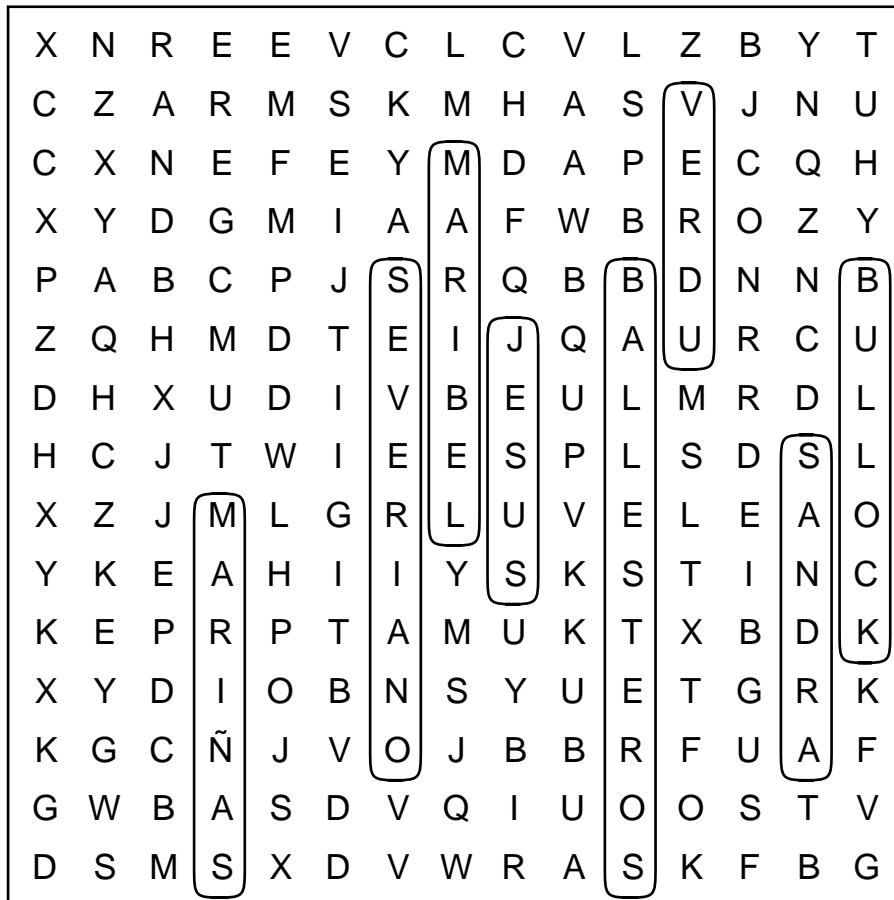 X N R E E V C L C V L Z B Y T
C Z A R M S K M H A S V J N U
C X N E F E Y M D A P E C Q H
X Y D G M I A A F W B R O Z Y
P A B C P J S R Q B B D N N B
Z Q H M D T E I J Q A U R C U
D H X U D I V B E U L M R D L
H C J T W I E E S P L S D S L
X Z J M L G R L U V E L E A O
Y K E A H I I Y S K S T I N C
K E P R P T A M U K T X B D K
X Y D I O B N S Y U E T G R K
K G C Ñ J V O J B B R F U A F
G W B A S D V Q I U O O S T V
D S M S X D V W R A S K F B G